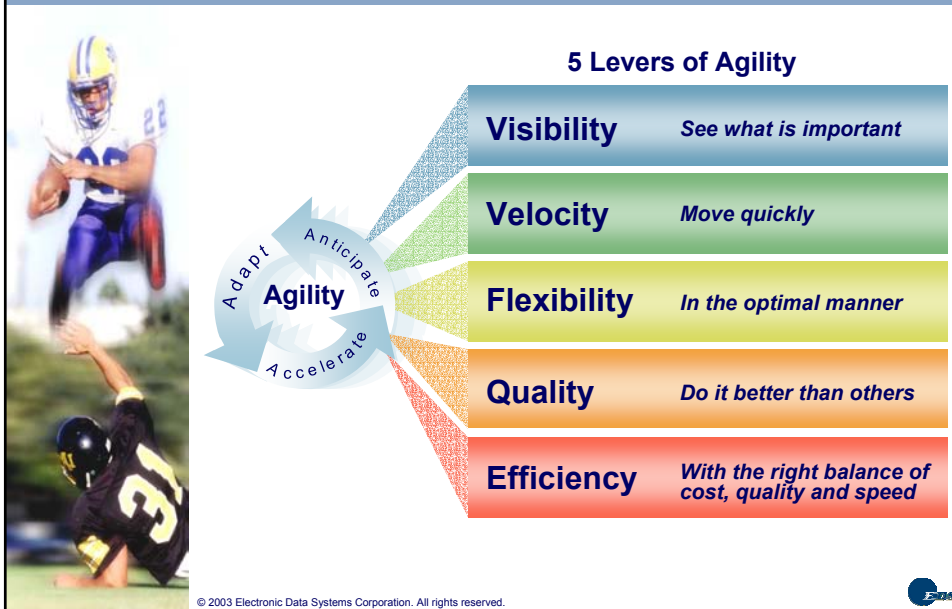 5 Levers of Agility
Visibility
See what is important
Velocity
Move quickly
Flexibility
In the optimal manner
Quality
Do it better than others
Efficiency
With the right balance of
cost, quality and speed
Adapt
Anticipate
Agility
Accelerate
22
31
© 2003 Electronic Data Systems Corporation. All rights reserved.